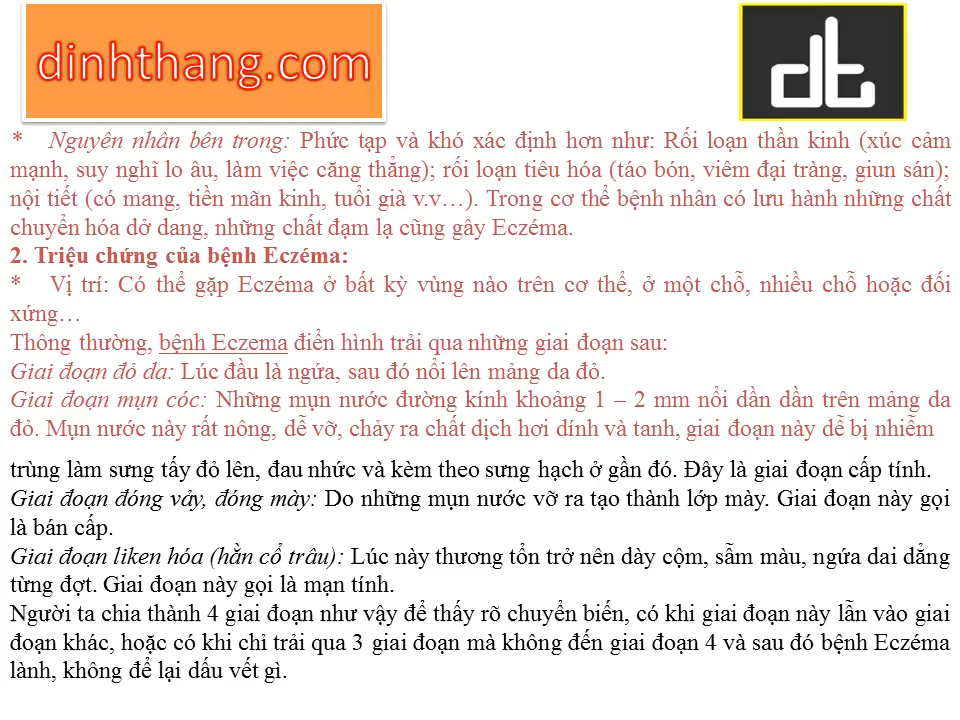 dinhthang.com
dt
* Nguyên nhân bên trong: Phức tạp và khó xác định hơn như: Rối loạn thần kinh (xúc cảm
mạnh, suy nghĩ lo âu, làm việc căng thẳng); rối loạn tiêu hóa (táo bón, viêm đại tràng, giun sán);
nội tiết (có mang, tiền mãn kinh, tuổi già v.v…). Trong cơ thể bệnh nhân có lưu hành những chất
chuyển hóa dở dang, những chất đạm lạ cũng gây Eczéma.
2. Triệu chứng của bệnh Eczéma:
* Vị trí: Có thể gặp Eczéma ở bất kỳ vùng nào trên cơ thể, ở một chỗ, nhiều chỗ hoặc đối
xứng…
Thông thường, bệnh Eczema điển hình trải qua những giai đoạn sau:
Giai đoạn đỏ da: Lúc đầu là ngứa, sau đó nổi lên mảng da đỏ.
Giai đoạn mụn cóc: Những mụn nước đường kính khoảng 1 – 2 mm nổi dần dần trên mảng da
đỏ. Mụn nước này rất nông, dễ vỡ, chảy ra chất dịch hơi dính và tanh, giai đoạn này dễ bị nhiễm
trùng làm sưng tấy đỏ lên, đau nhức và kèm theo sưng hạch ở gần đó. Đây là giai đoạn cấp tính.
Giai đoạn đóng vảy, đóng mày: Do những mụn nước vỡ ra tạo thành lớp mày. Giai đoạn này gọi
là bán cấp.
Giai đoạn liken hóa (hằn cổ trâu): Lúc này thương tổn trở nên dày cộm, sẫm màu, ngứa dai dẳng
từng đợt. Giai đoạn này gọi là mạn tính.
Người ta chia thành 4 giai đoạn như vậy để thấy rõ chuyển biến, có khi giai đoạn này lẫn vào giai
đoạn khác, hoặc có khi chỉ trải qua 3 giai đoạn mà không đến giai đoạn 4 và sau đó bệnh Eczéma
lành, không để lại dấu vết gì.